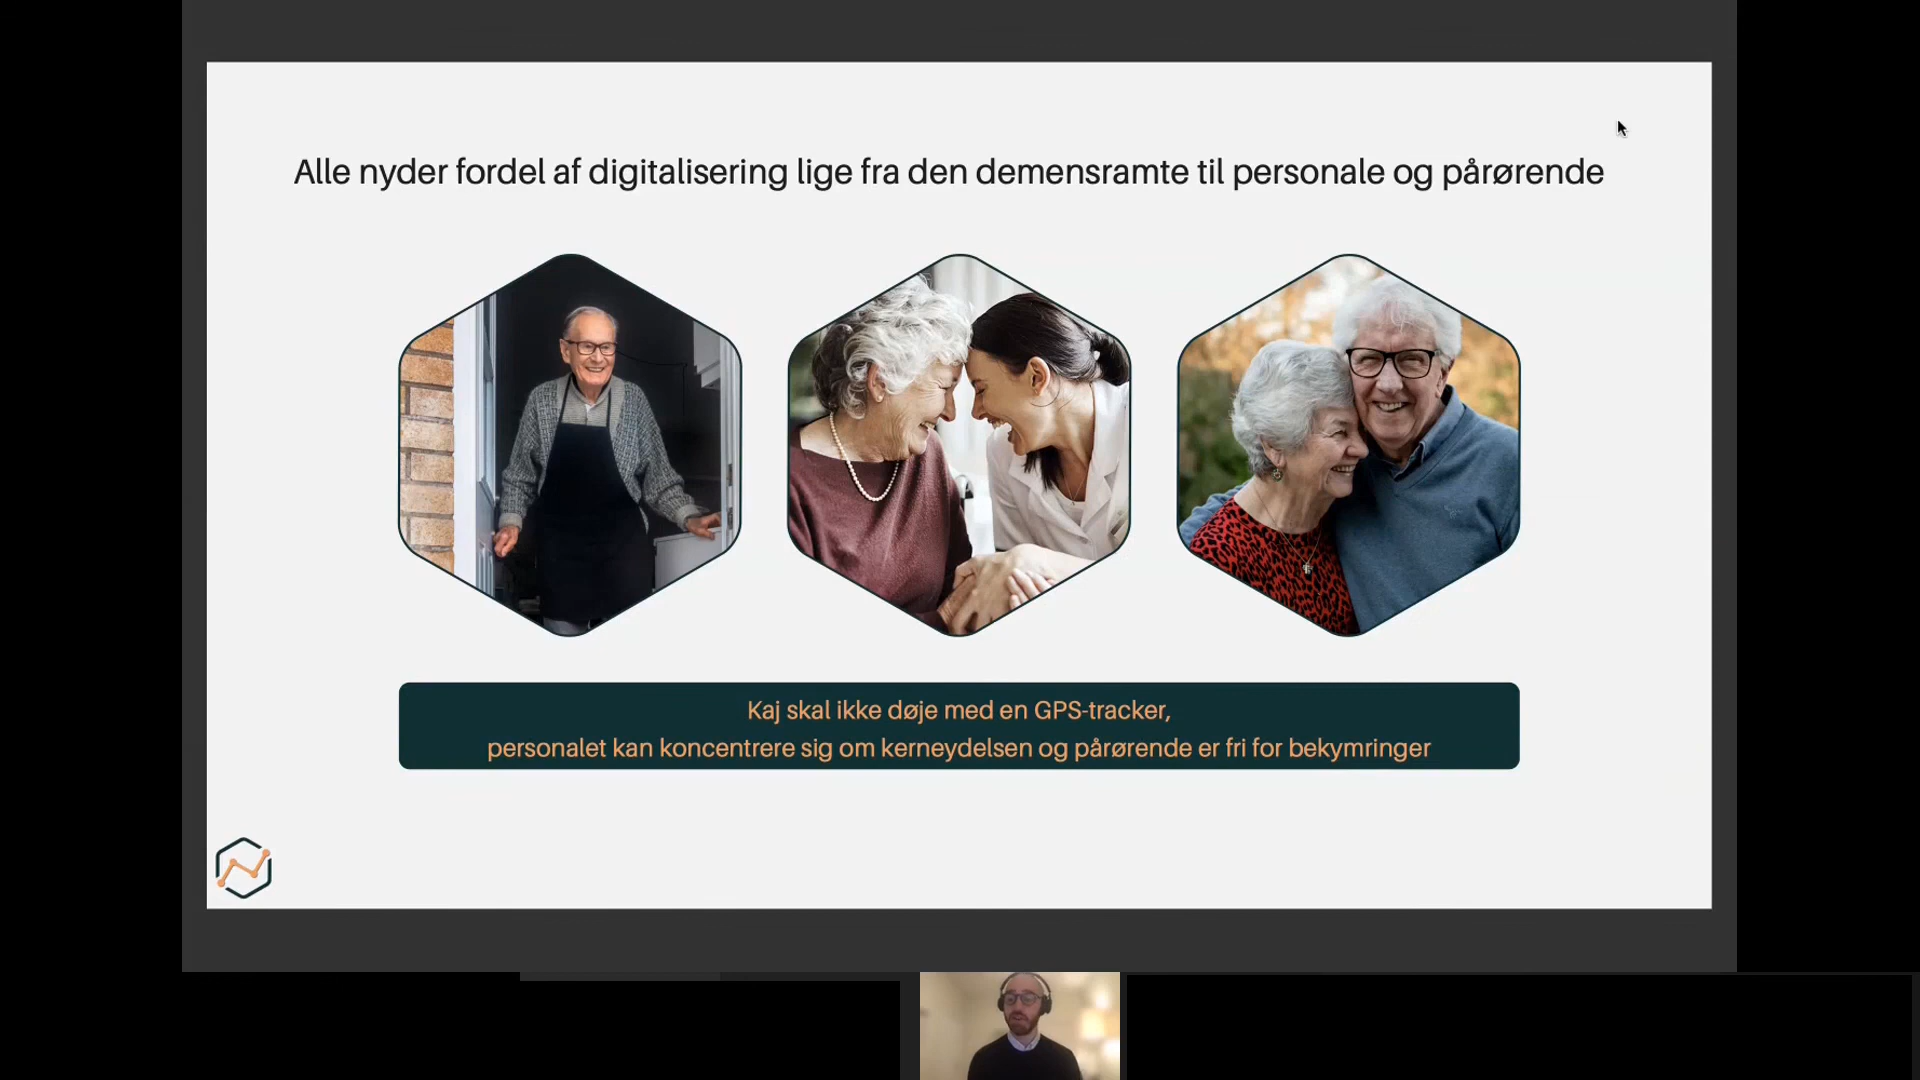 Alle nyder fordel af digitalisering lige fra den demensramte til personale og pårørende
Kaj skal ikke døje med en GPS-tracker,
personalet kan koncentrere sig om kerneydelsen og pårørende er fri for bekymringer